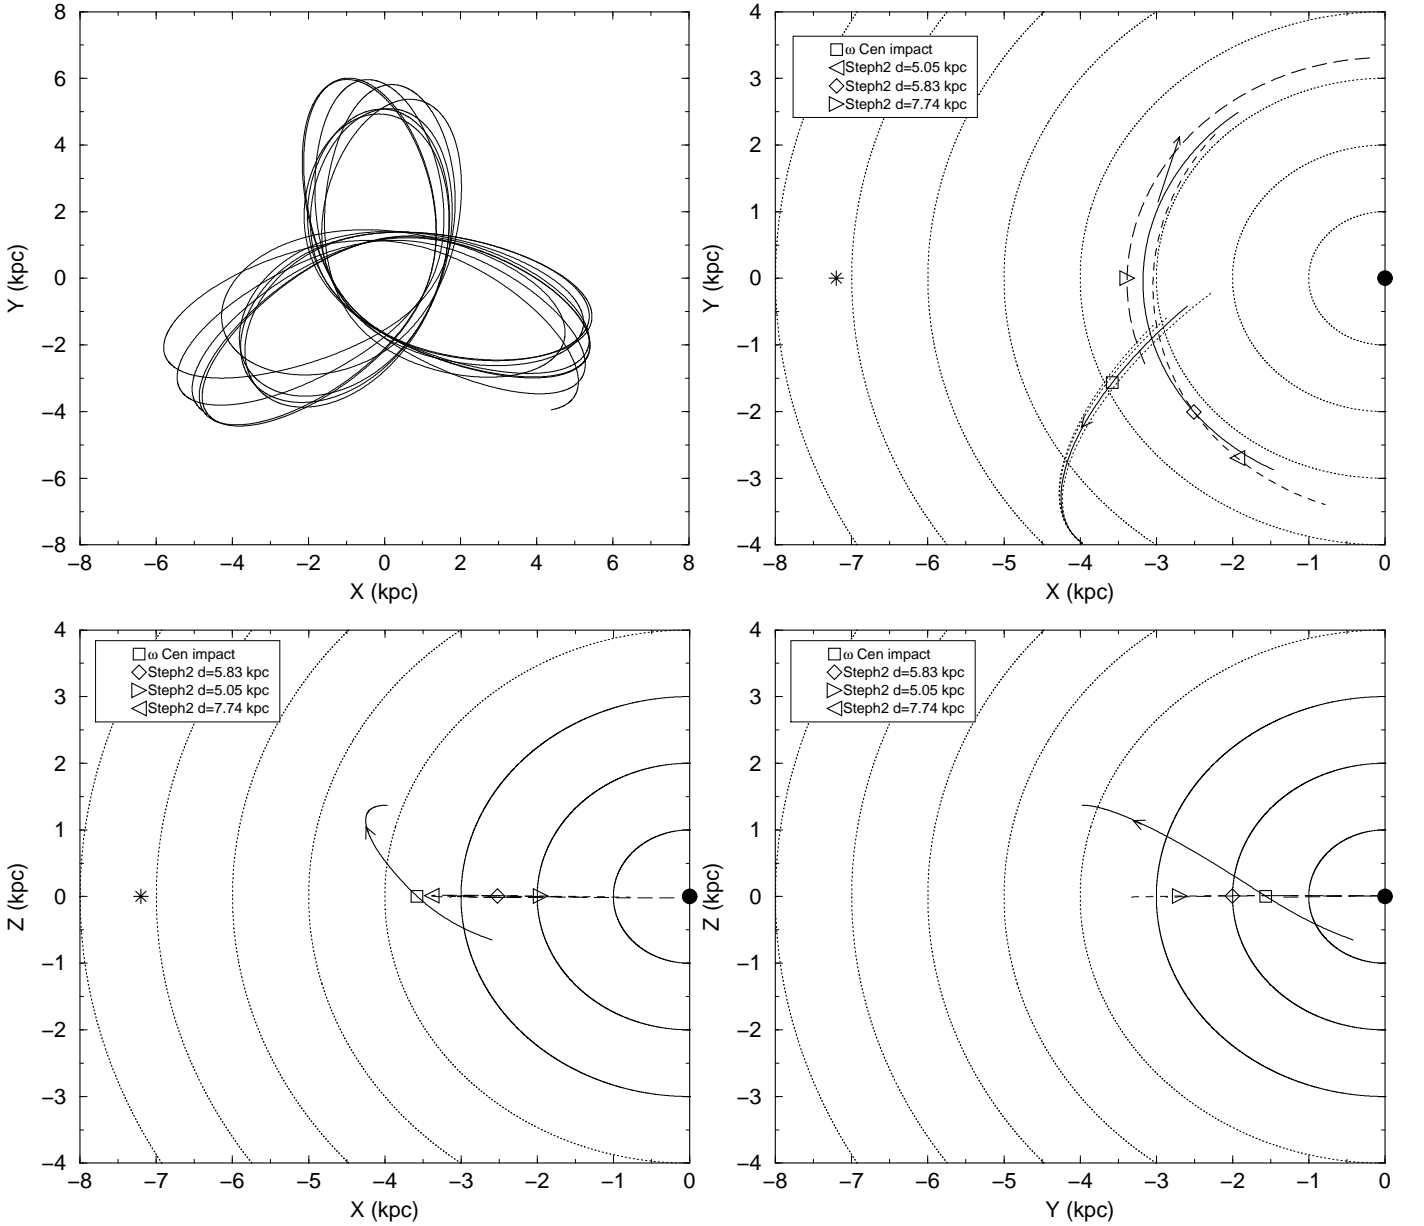 8
6
4
2
0
−2
−4
−6
−8
Y (kpc)
−8 −6 −4 −2 0 2 4 6 8
X (kpc)
ω Cen impact
Steph2 d=5.05 kpc
Steph2 d=5.83 kpc
Steph2 d=7.74 kpc
4
3
2
1
0
−1
−2
−3
−4
Y (kpc)
−8 −7 −6 −5 −4 −3 −2 −1 0
X (kpc)
ω Cen impact
Steph2 d=5.83 kpc
Steph2 d=5.05 kpc
Steph2 d=7.74 kpc
4
3
2
1
0
−1
−2
−3
−4
Z (kpc)
−8 −7 −6 −5 −4 −3 −2 −1 0
X (kpc)
ω Cen impact
Steph2 d=5.83 kpc
Steph2 d=5.05 kpc
Steph2 d=7.74 kpc
4
3
2
1
0
−1
−2
−3
−4
Z (kpc)
−8 −7 −6 −5 −4 −3 −2 −1 0
Y (kpc)